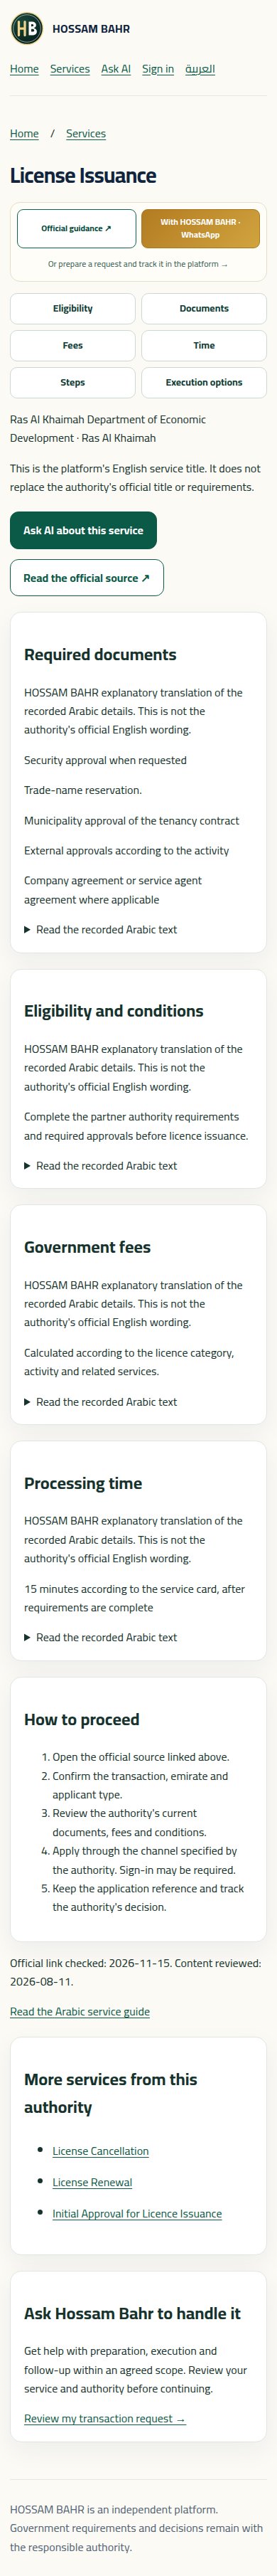 HB HOSSAM BAHR
Home Services Ask AI Sign in العربية
Home / Services
License Issuance
Official guidance ↗
With HOSSAM BAHR ·
WhatsApp
Or prepare a request and track it in the platform →
Eligibility
Documents
Fees
Time
Steps
Execution options
Ras Al Khaimah Department of Economic
Development · Ras Al Khaimah
This is the platform's English service title. It does not
replace the authority's official title or requirements.
Ask AI about this service
Read the official source ↗
Required documents
HOSSAM BAHR explanatory translation of the
recorded Arabic details. This is not the
authority's official English wording.
Security approval when requested
Trade-name reservation.
Municipality approval of the tenancy contract
External approvals according to the activity
Company agreement or service agent
agreement where applicable
▶ Read the recorded Arabic text
Eligibility and conditions
HOSSAM BAHR explanatory translation of the
recorded Arabic details. This is not the
authority's official English wording.
Complete the partner authority requirements
and required approvals before licence issuance.
▶ Read the recorded Arabic text
Government fees
HOSSAM BAHR explanatory translation of the
recorded Arabic details. This is not the
authority's official English wording.
Calculated according to the licence category,
activity and related services.
▶ Read the recorded Arabic text
Processing time
HOSSAM BAHR explanatory translation of the
recorded Arabic details. This is not the
authority's official English wording.
15 minutes according to the service card, after
requirements are complete
▶ Read the recorded Arabic text
How to proceed
1. Open the official source linked above.
2. Confirm the transaction, emirate and
applicant type.
3. Review the authority's current
documents, fees and conditions.
4. Apply through the channel specified by
the authority. Sign-in may be required.
5. Keep the application reference and track
the authority's decision.
Official link checked: 2026-11-15. Content reviewed:
2026-08-11.
Read the Arabic service guide
More services from this
authority
• License Cancellation
• License Renewal
• Initial Approval for Licence Issuance
Ask Hossam Bahr to handle it
Get help with preparation, execution and
follow-up within an agreed scope. Review your
service and authority before continuing.
Review my transaction request →
HOSSAM BAHR is an independent platform.
Government requirements and decisions remain with
the responsible authority.